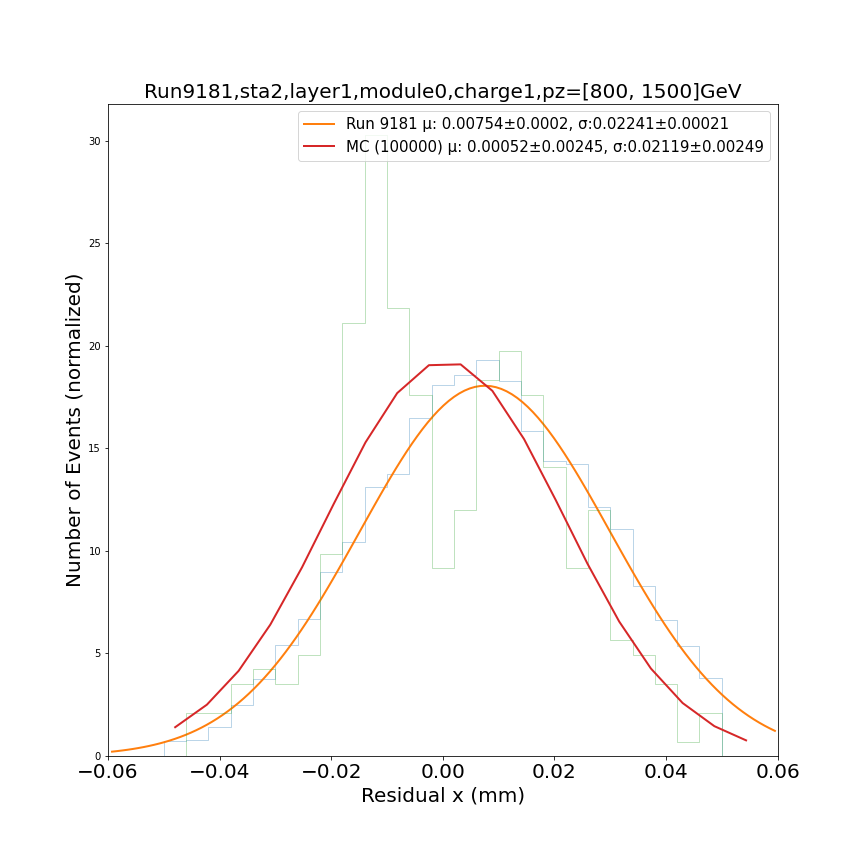 Run9181,sta2,layer1,module0,charge1,pz=[800, 1500]GeV
Run 9181 μ: 0.00754±0.0002, σ:0.02241±0.00021
MC (100000) μ: 0.00052±0.00245, σ:0.02119±0.00249
30
25
20
15
10
5
0
Number of Events (normalized)
−0.06
−0.04
−0.02
0.00
0.02
0.04
0.06
Residual x (mm)